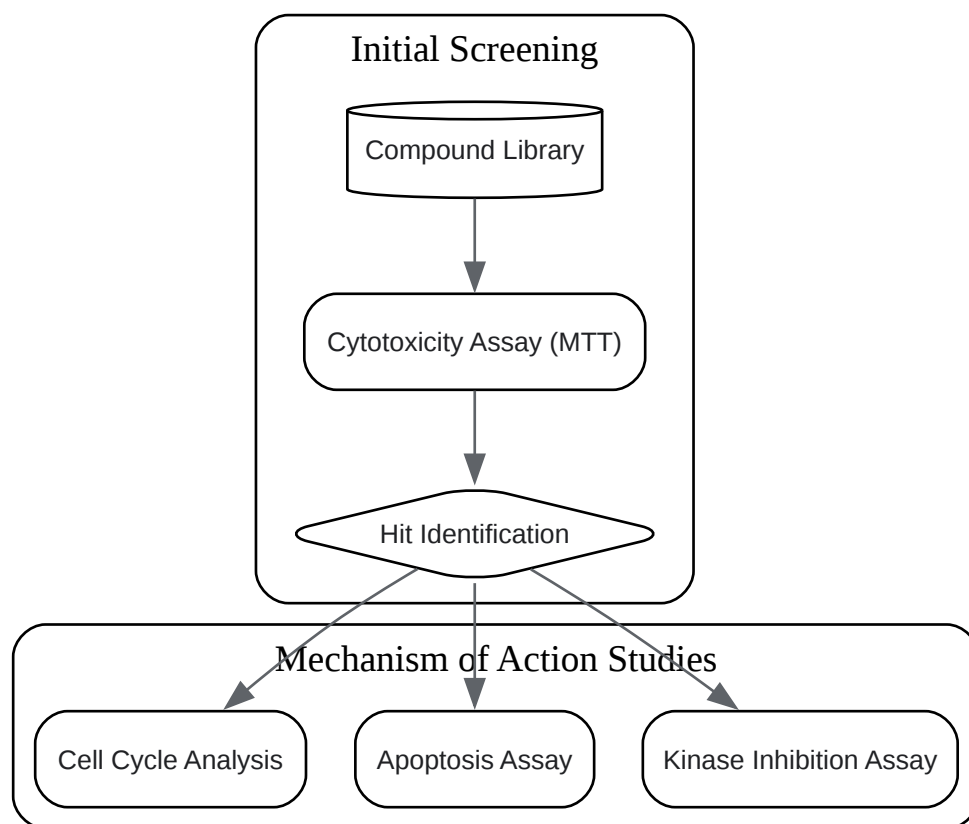 Initial Screening
Compound Library
Cytotoxicity Assay (MTT)
Hit Identification
Mechanism of Action Studies
Cell Cycle Analysis
Apoptosis Assay
Kinase Inhibition Assay